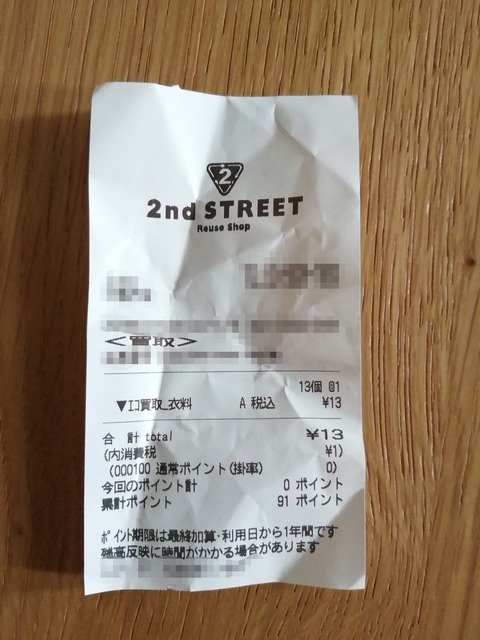 2
2nd STREET
Reuse Shop
<買取>
13個 @1
▼エコ買取_衣料 A 税込 ¥13
合 計 total ¥13
(内消費税 ¥1)
(000100 通常ポイント(掛率) 0)
今回のポイント計 0 ポイント
累計ポイント 91 ポイント
ポイント期限は最終加算・利用日から1年間です
残高反映に時間がかかる場合があります